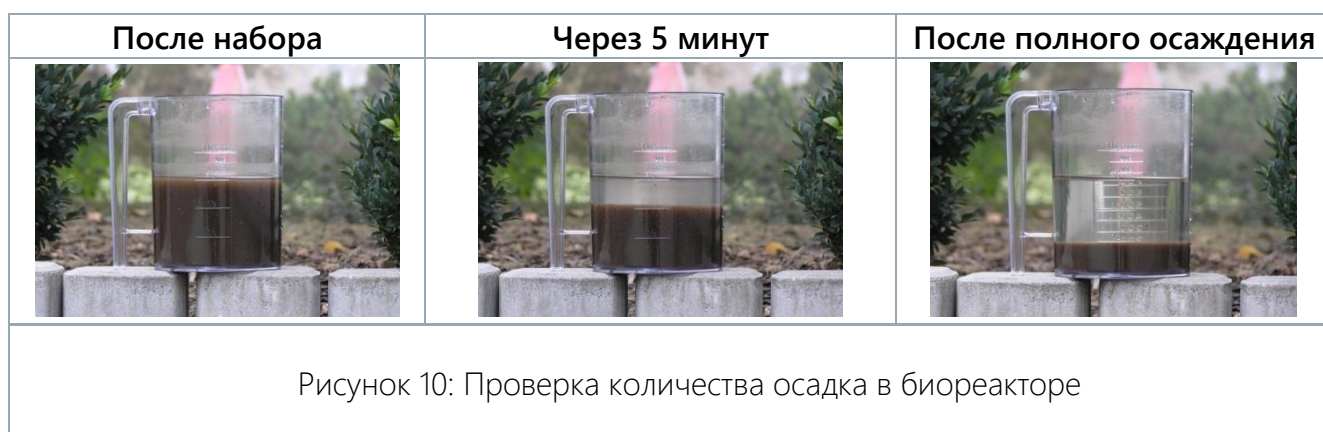 После набора
Через 5 минут
После полного осаждения
Рисунок 10: Проверка количества осадка в биореакторе